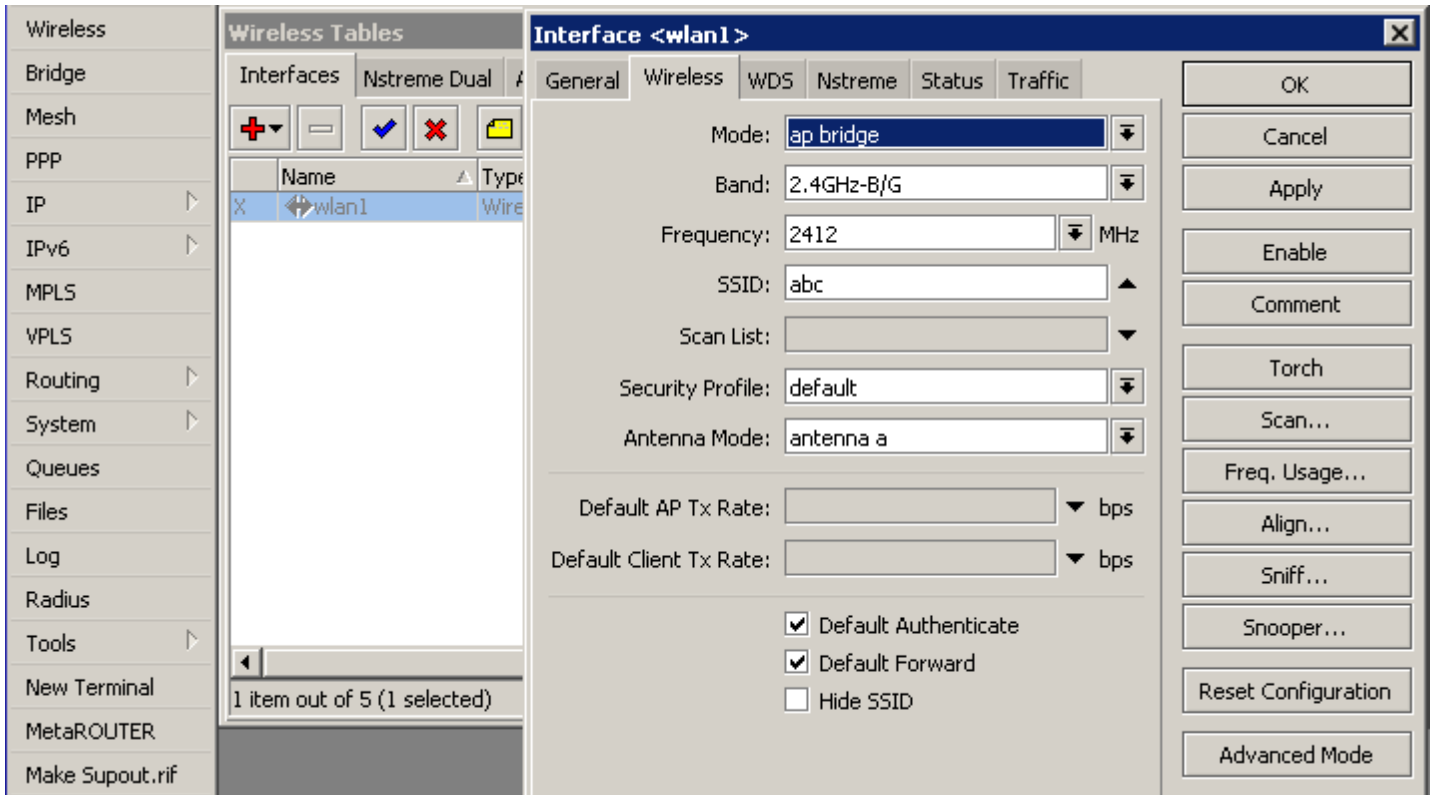 Wireless
Bridge
Mesh
PPP
IP
IPv6
MPLS
VPLS
Routing
System
Queues
Files
Log
Radius
Tools
New Terminal
MetaROUTER
Make Supout.rif
Wireless Tables
Interfaces Nstreme Dual
Name Type
X wlan1 Wire
1 item out of 5 (1 selected)
Interface <wlan1>
General Wireless WDS Nstreme Status Traffic
Mode: ap bridge
Band: 2.4GHz-B/G
Frequency: 2412 MHz
SSID: abc
Scan List:
Security Profile: default
Antenna Mode: antenna a
Default AP Tx Rate: bps
Default Client Tx Rate: bps
Default Authenticate
Default Forward
Hide SSID
OK
Cancel
Apply
Enable
Comment
Torch
Scan...
Freq. Usage...
Align...
Sniff...
Snooper...
Reset Configuration
Advanced Mode